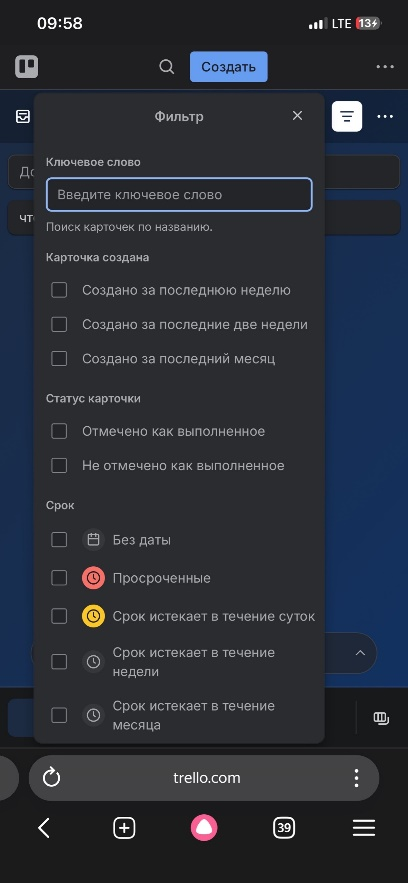 09:58
LTE
13
Создать
Фильтр
Ключевое слово
Введите ключевое слово
Поиск карточек по названию.
Карточка создана
Создано за последнюю неделю
Создано за последние две недели
Создано за последний месяц
Статус карточки
Отмечено как выполненное
Не отмечено как выполненное
Срок
Без даты
Просроченные
Срок истекает в течение суток
Срок истекает в течение
недели
Срок истекает в течение
месяца
trello.com
39